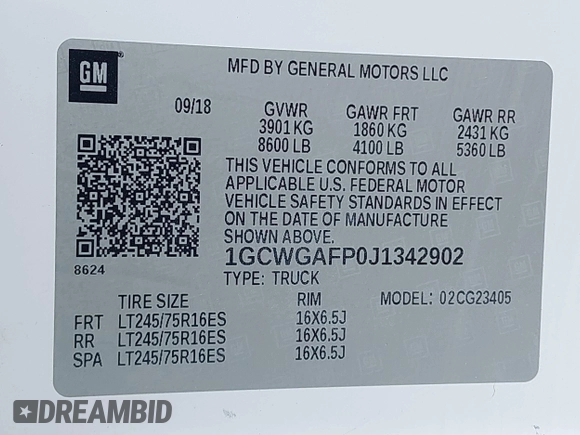 GM
MFD BY GENERAL MOTORS LLC
09/18 GVWR GAWR FRT GAWR RR
3901 KG 1860 KG 2431 KG
8600 LB 4100 LB 5360 LB
THIS VEHICLE CONFORMS TO ALL
APPLICABLE U.S. FEDERAL MOTOR
VEHICLE SAFETY STANDARDS IN EFFECT
ON THE DATE OF MANUFACTURE
SHOWN ABOVE.
1GCWGAFP0J1342902
8624
TYPE: TRUCK
TIRE SIZE RIM MODEL: 02CG23405
FRT LT245/75R16ES 16X6.5J
RR LT245/75R16ES 16X6.5J
SPA LT245/75R16ES 16X6.5J
DREAMBID